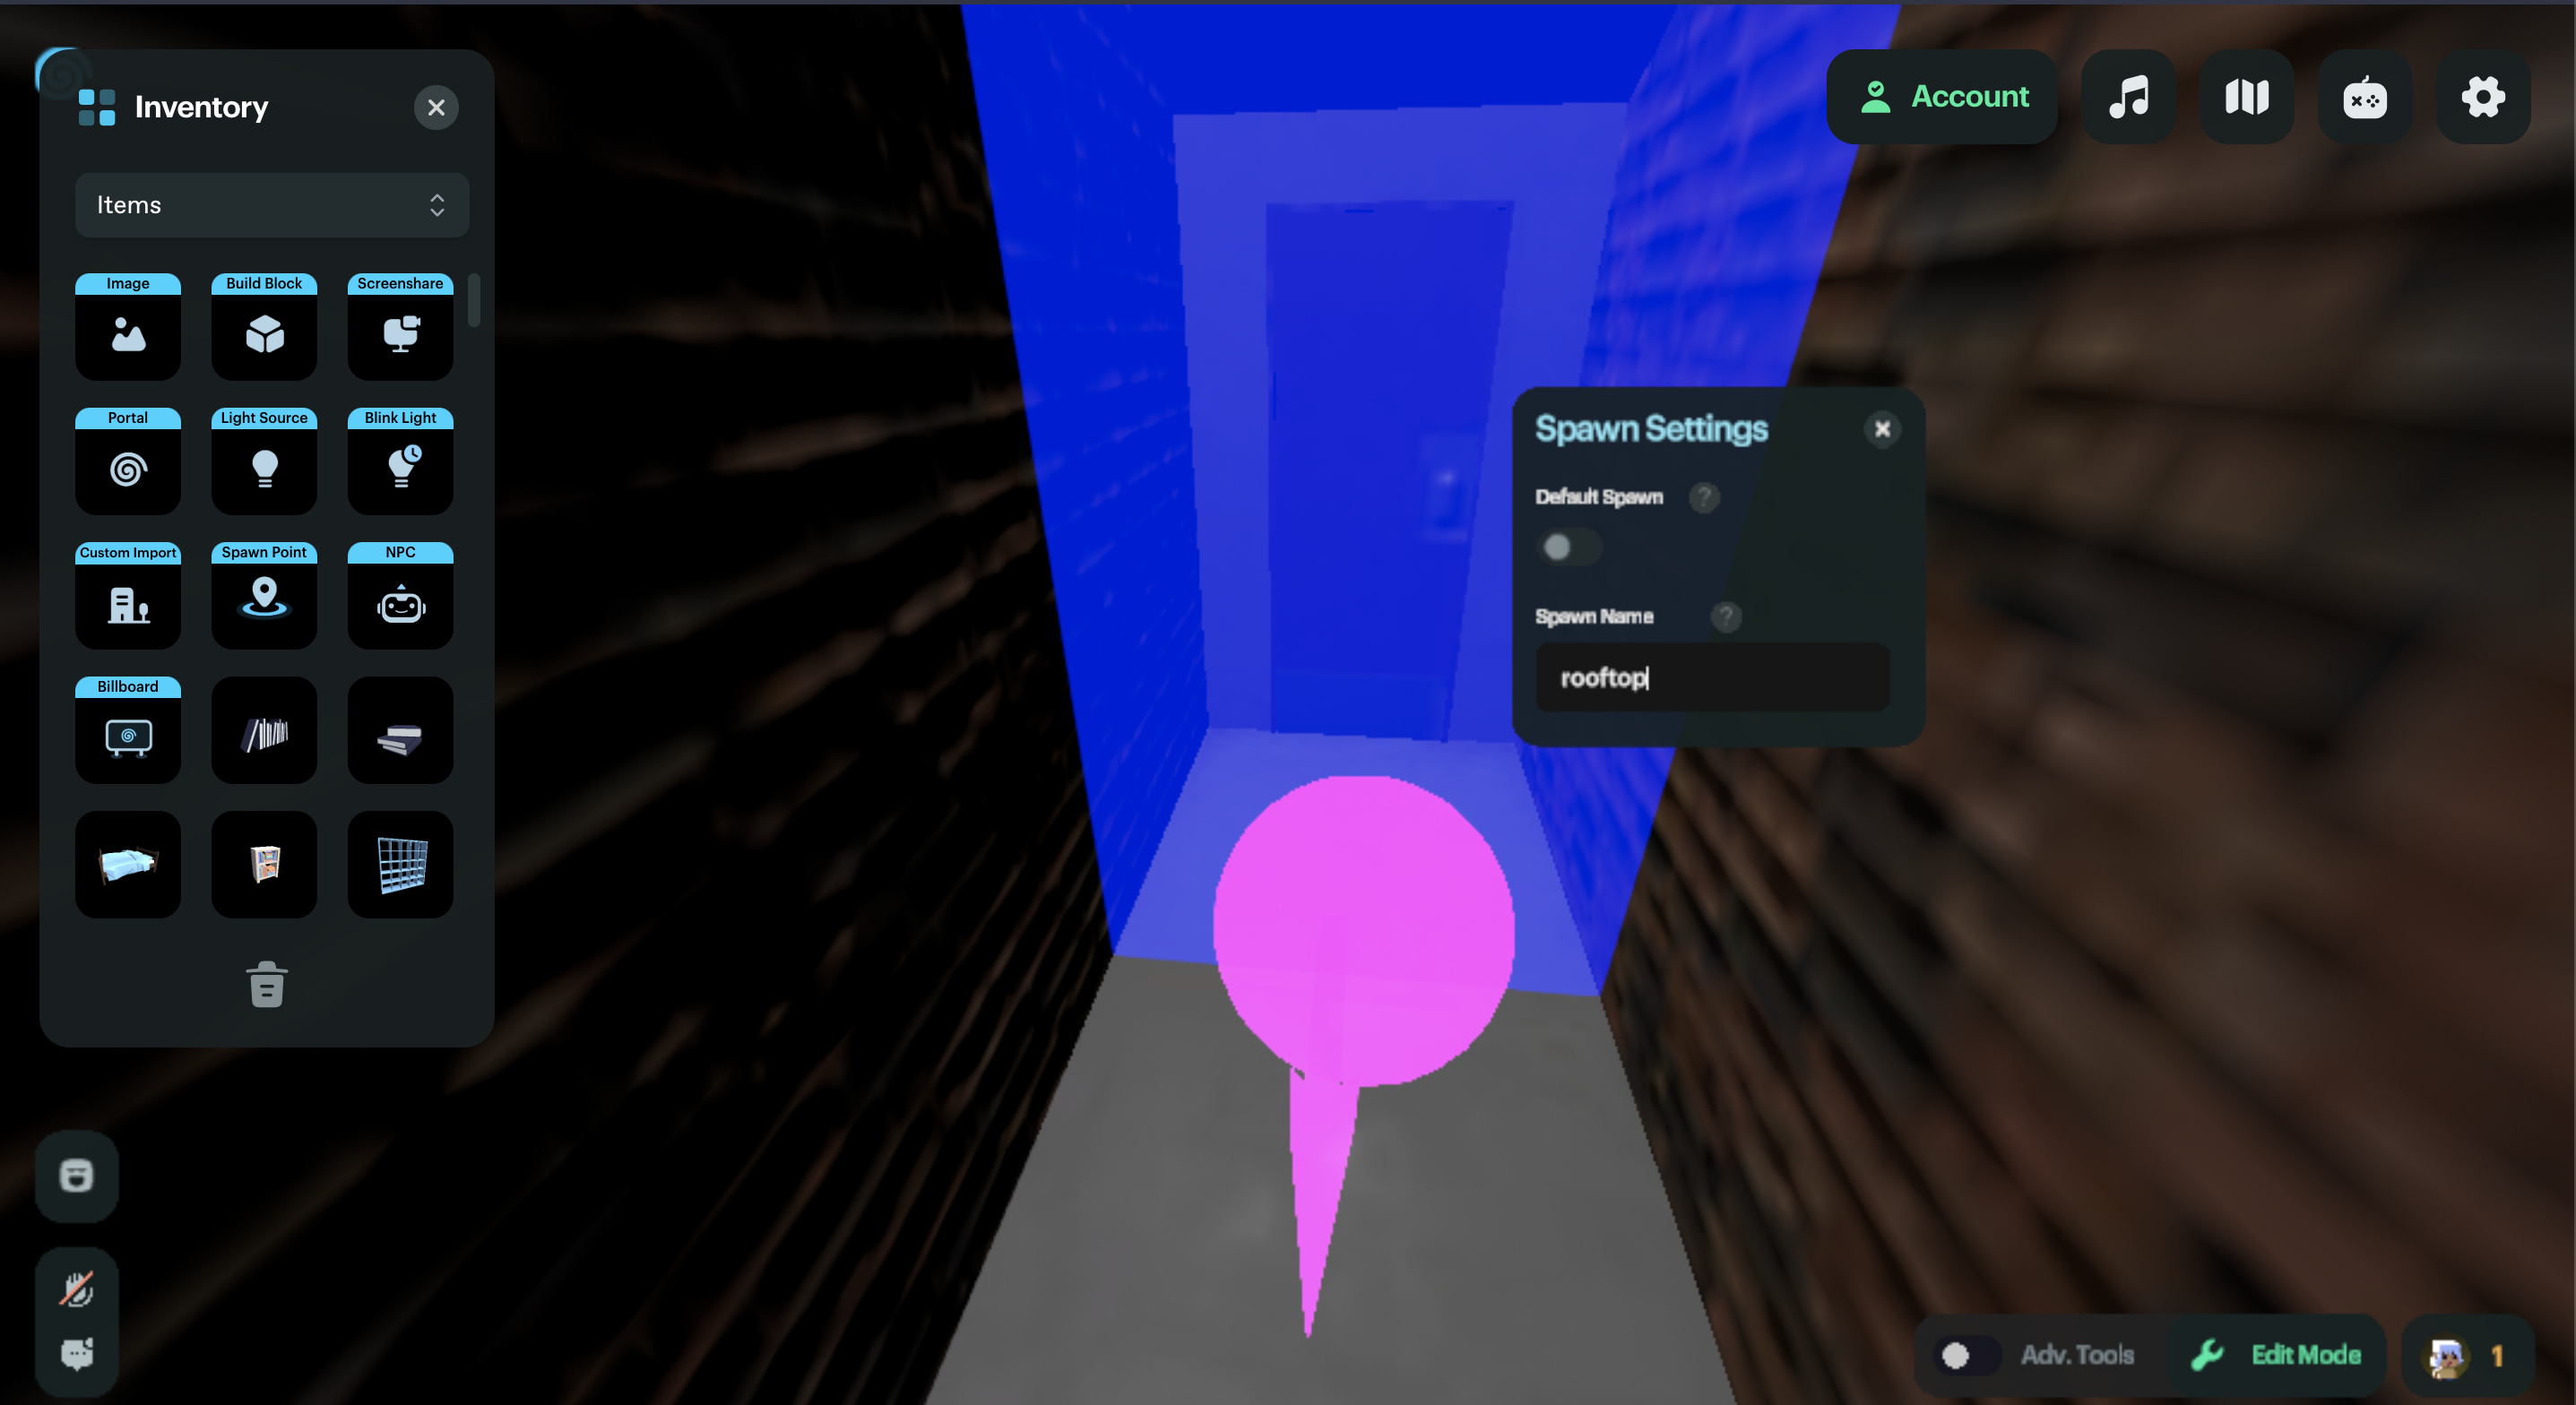 Inventory
Items
Image
Build Block
Screenshare
Portal
Light Source
Blink Light
Custom Import
Spawn Point
NPC
Billboard
Account
Spawn Settings
Default Spawn ?
Spawn Name ?
rooftop
Adv. Tools
Edit Mode
1